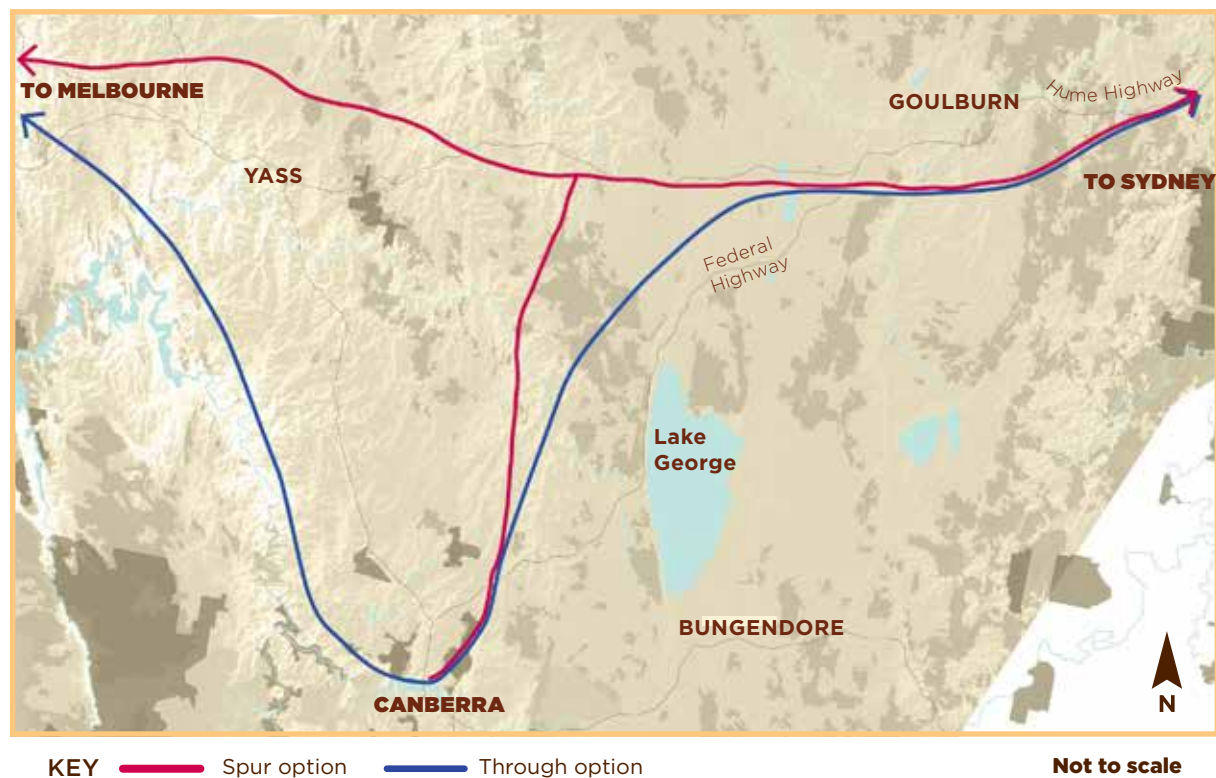 TO MELBOURNE
GOULBURN
Hume Highway
YASS
TO SYDNEY
Federal
Highway
Lake
George
BUNGENDORE
CANBERRA
N
KEY
Spur option
Through option
Not to scale